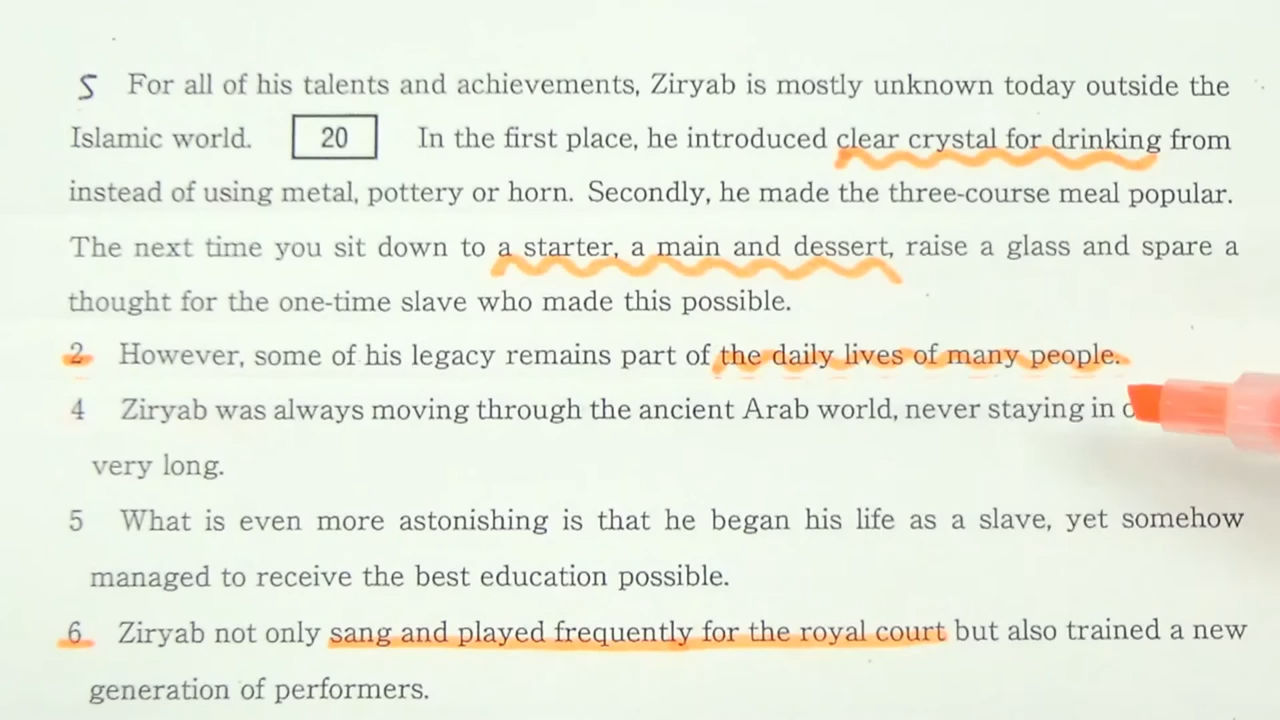 5 For all of his talents and achievements, Ziryab is mostly unknown today outside the
Islamic world. 20 In the first place, he introduced clear crystal for drinking from
instead of using metal, pottery or horn. Secondly, he made the three-course meal popular.
The next time you sit down to a starter, a main and dessert, raise a glass and spare a
thought for the one-time slave who made this possible.
2 However, some of his legacy remains part of the daily lives of many people.
4 Ziryab was always moving through the ancient Arab world, never staying in
very long.
5 What is even more astonishing is that he began his life as a slave, yet somehow
managed to receive the best education possible.
6 Ziryab not only sang and played frequently for the royal court but also trained a new
generation of performers.